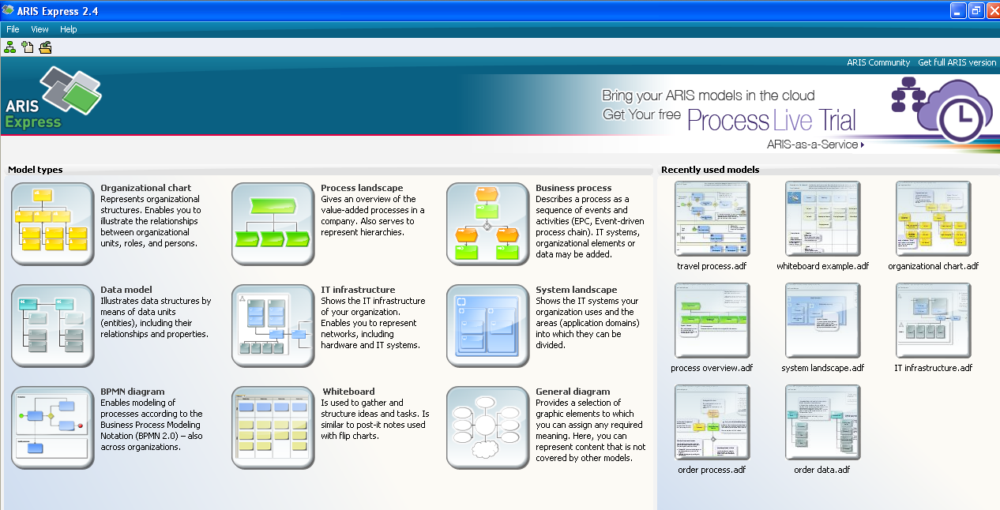 ARIS Express 2.4
File View Help
ARIS Community Get full ARIS version
ARIS
Express
Bring your ARIS models in the cloud
Get Your free Process Live Trial
ARIS-as-a-Service
Model types
Organizational chart
Represents organizational
structures. Enables you to
illustrate the relationships
between organizational
units, roles, and persons.
Process landscape
Gives an overview of the
value-added processes in a
company. Also serves to
represent hierarchies.
Business process
Describes a process as a
sequence of events and
activities (EPC, Event-driven
process chain). IT systems,
organizational elements or
data may be added.
Data model
Illustrates data structures by
means of data units
(entities), including their
relationships and properties.
IT infrastructure
Shows the IT infrastructure
of your organization.
Enables you to represent
networks, including
hardware and IT systems.
System landscape
Shows the IT systems your
organization uses and the
areas (application domains)
into which they can be
divided.
BPMN diagram
Enables modeling of
processes according to the
Business Process Modeling
Notation (BPMN 2.0) – also
across organizations.
Whiteboard
Is used to gather and
structure ideas and tasks. Is
similar to post-it notes used
with flip charts.
General diagram
Provides a selection of
graphic elements to which
you can assign any required
meaning. Here, you can
represent content that is not
covered by other models.
Recently used models
travel process.adf
whiteboard example.adf
organizational chart.adf
process overview.adf
system landscape.adf
IT infrastructure.adf
order process.adf
order data.adf